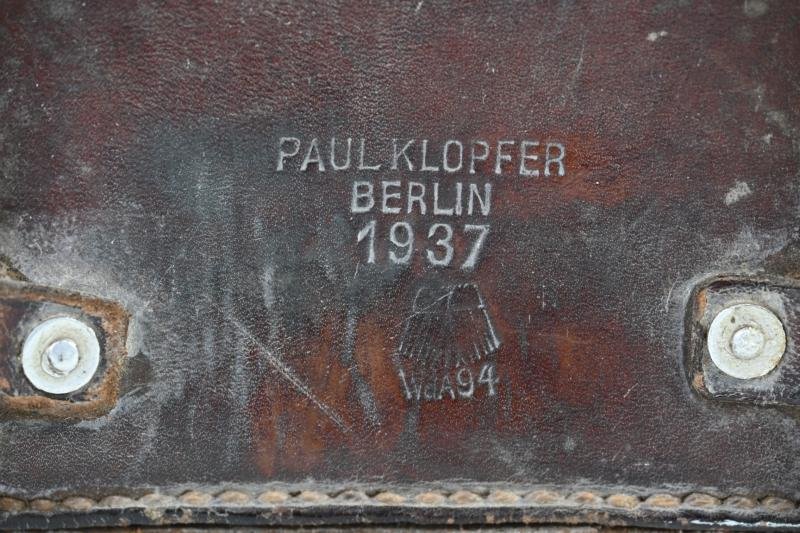 PAUL KLOPFER
BERLIN
1937
WaA94